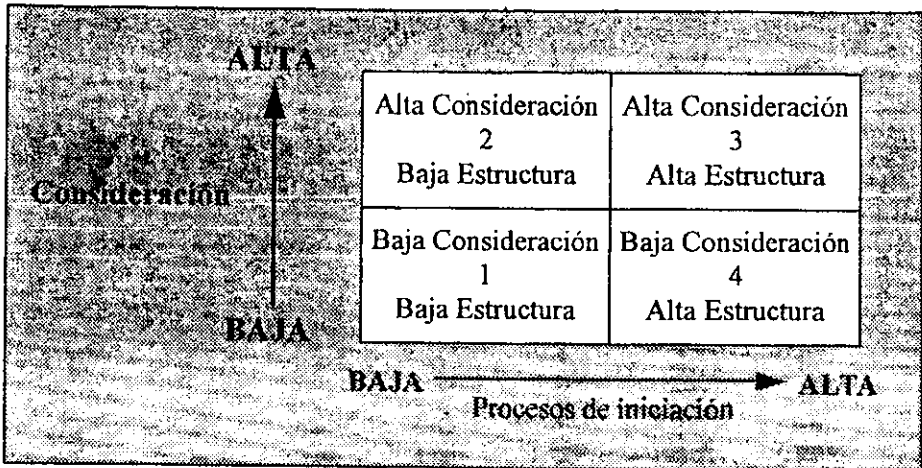 ALTA
Alta Consideración
2
Baja Estructura
Alta Consideración
3
Alta Estructura
Consideración
Baja Consideración
1
Baja Estructura
Baja Consideración
4
Alta Estructura
BAJA
BAJA
ALTA
Procesos de iniciación